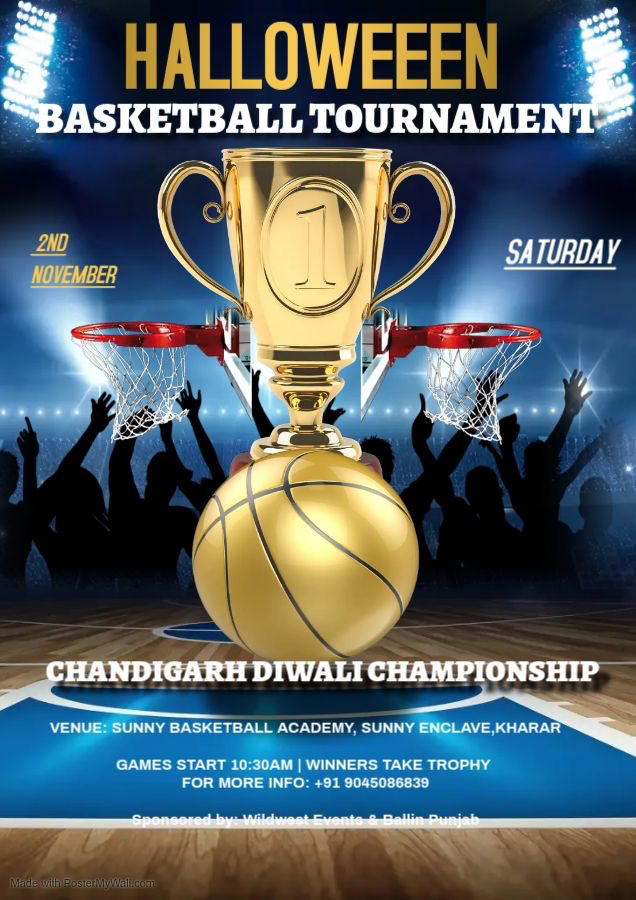 HALLOWEEEN
BASKETBALL TOURNAMENT
1
2ND
NOVEMBER
SATURDAY
CHANDIGARH DIWALI CHAMPIONSHIP
VENUE: SUNNY BASKETBALL ACADEMY, SUNNY ENCLAVE,KHARAR
GAMES START 10:30AM | WINNERS TAKE TROPHY
FOR MORE INFO: +91 9045086839
Sponsored by: Wildwest Events & Ballin Punjab
Made with PosterMyWall.com